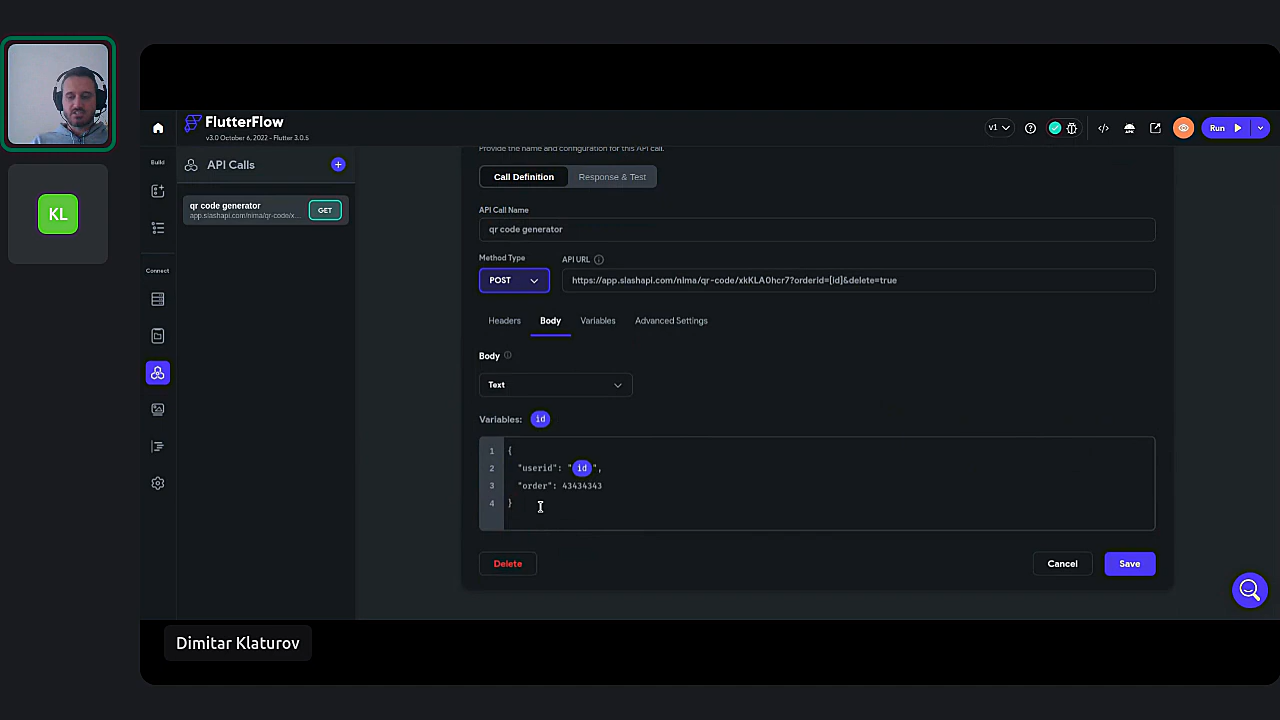 FlutterFlow
v3.0 October 6, 2022 - Flutter 3.0.5
v1
Run
Build
API Calls
Provide the name and configuration for this API call.
Call Definition
Response & Test
qr code generator
app.slashapi.com/nima/qr-code/x...
GET
API Call Name
qr code generator
KL
Method Type
API URL
POST
https://app.slashapi.com/nima/qr-code/xkKLA0hcr7?orderid=[id]&delete=true
Connect
Headers
Body
Variables
Advanced Settings
Body
Text
Variables:
id
1 {
2 "userid": "id",
3 "order": 43434343
4 }
Delete
Cancel
Save
Dimitar Klaturov